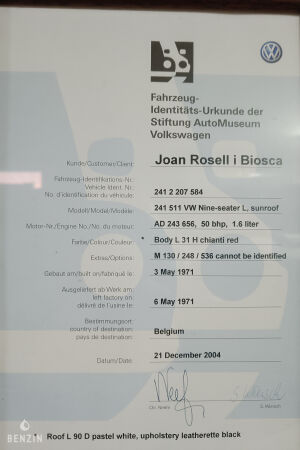 Fahrzeug-
Identitäts-Urkunde der
Stiftung AutoMuseum
Volkswagen
Kunde/Customer/Client: Joan Rosell i Biosca
Fahrzeug-Identifikations-Nr.
Vehicle Ident. Nr.
No. d'identification du véhicule: 241 2 207 584
Modell/Model/Modèle: 241 511 VW Nine-seater L, sunroof
Motor-Nr./Engine No./No. du moteur: AD 243 656, 50 bhp, 1.6 liter
Farbe/Colour/Couleur: * Body L 31 H chianti red
Extras/Options: M 130 / 248 / 536 cannot be identified
Gebaut am/built on/fabriqué le: 3 May 1971
Ausgeliefert ab Werk am:
left factory on:
délivré de l'usine le: 6 May 1971
Bestimmungsort:
country of destination:
pays de destination: Belgium
Datum/Date: 21 December 2004
Ch. Neefe S. Wünsch
* Roof L 90 D pastel white, upholstery leatherette black
BENZIN